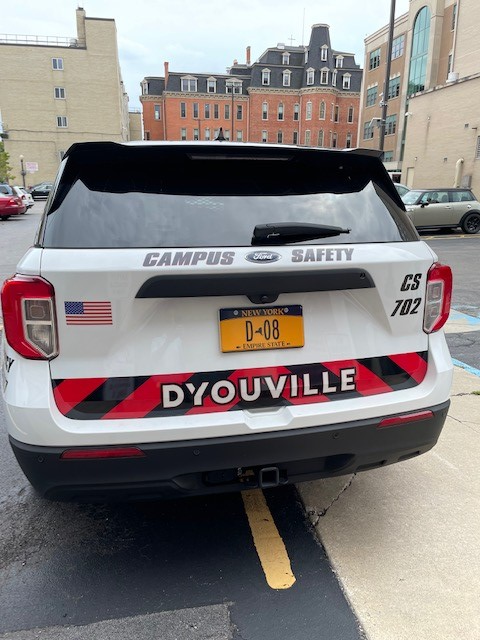 CAMPUS Ford SAFETY
CS
702
NEW YORK
D 08
EMPIRE STATE
D'YOUVILLE